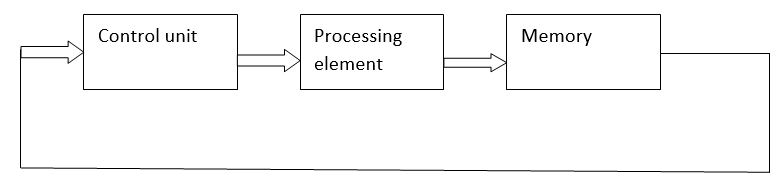 Control unit
Processing
element
Memory